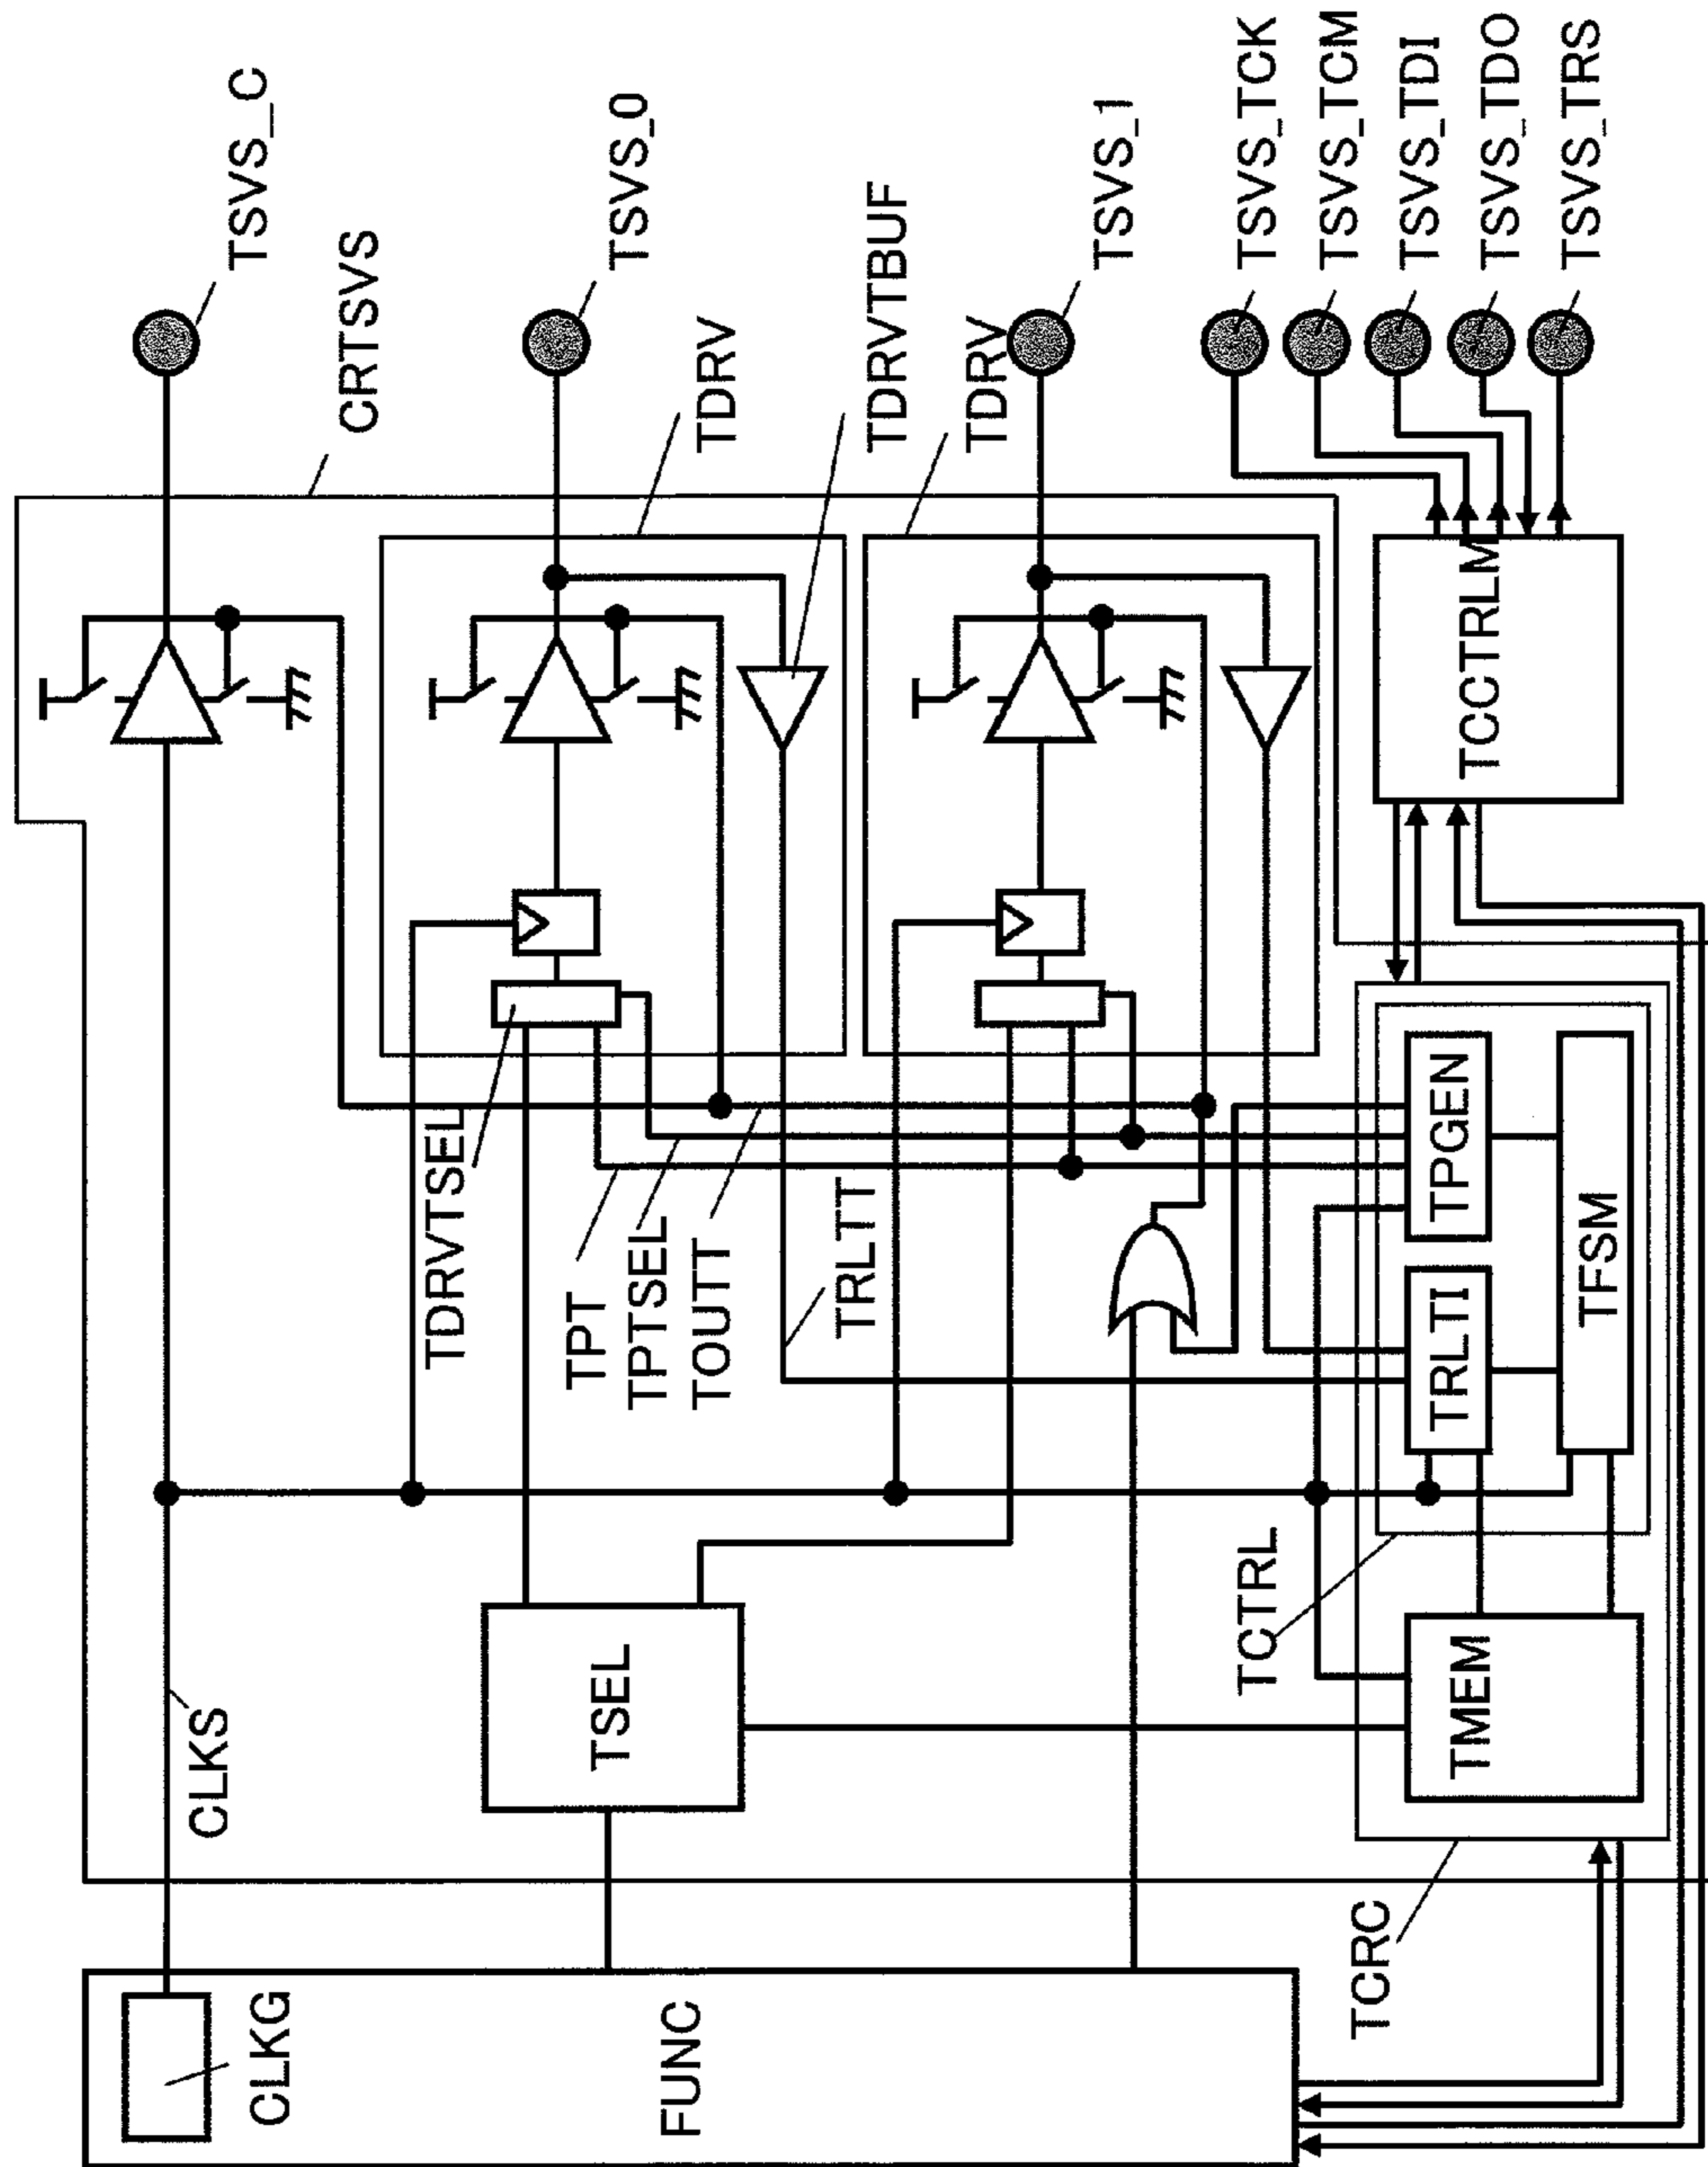 TSVS_C
CRTSVS
TSVS_0
TDRV
TDRVTBUF
TDRV
TSVS_1
TSVS_TCK
TSVS_TCM
TSVS_TDI
TSVS_TDO
TSVS_TRS
TCCTRLM
TDRVTSEL
TPT
TPTSEL
TOUTT
TRLTT
TPGEN
TRLTI
TFSM
CLKS
TSEL
TCTRL
TMEM
CLKG
FUNC
TCRC